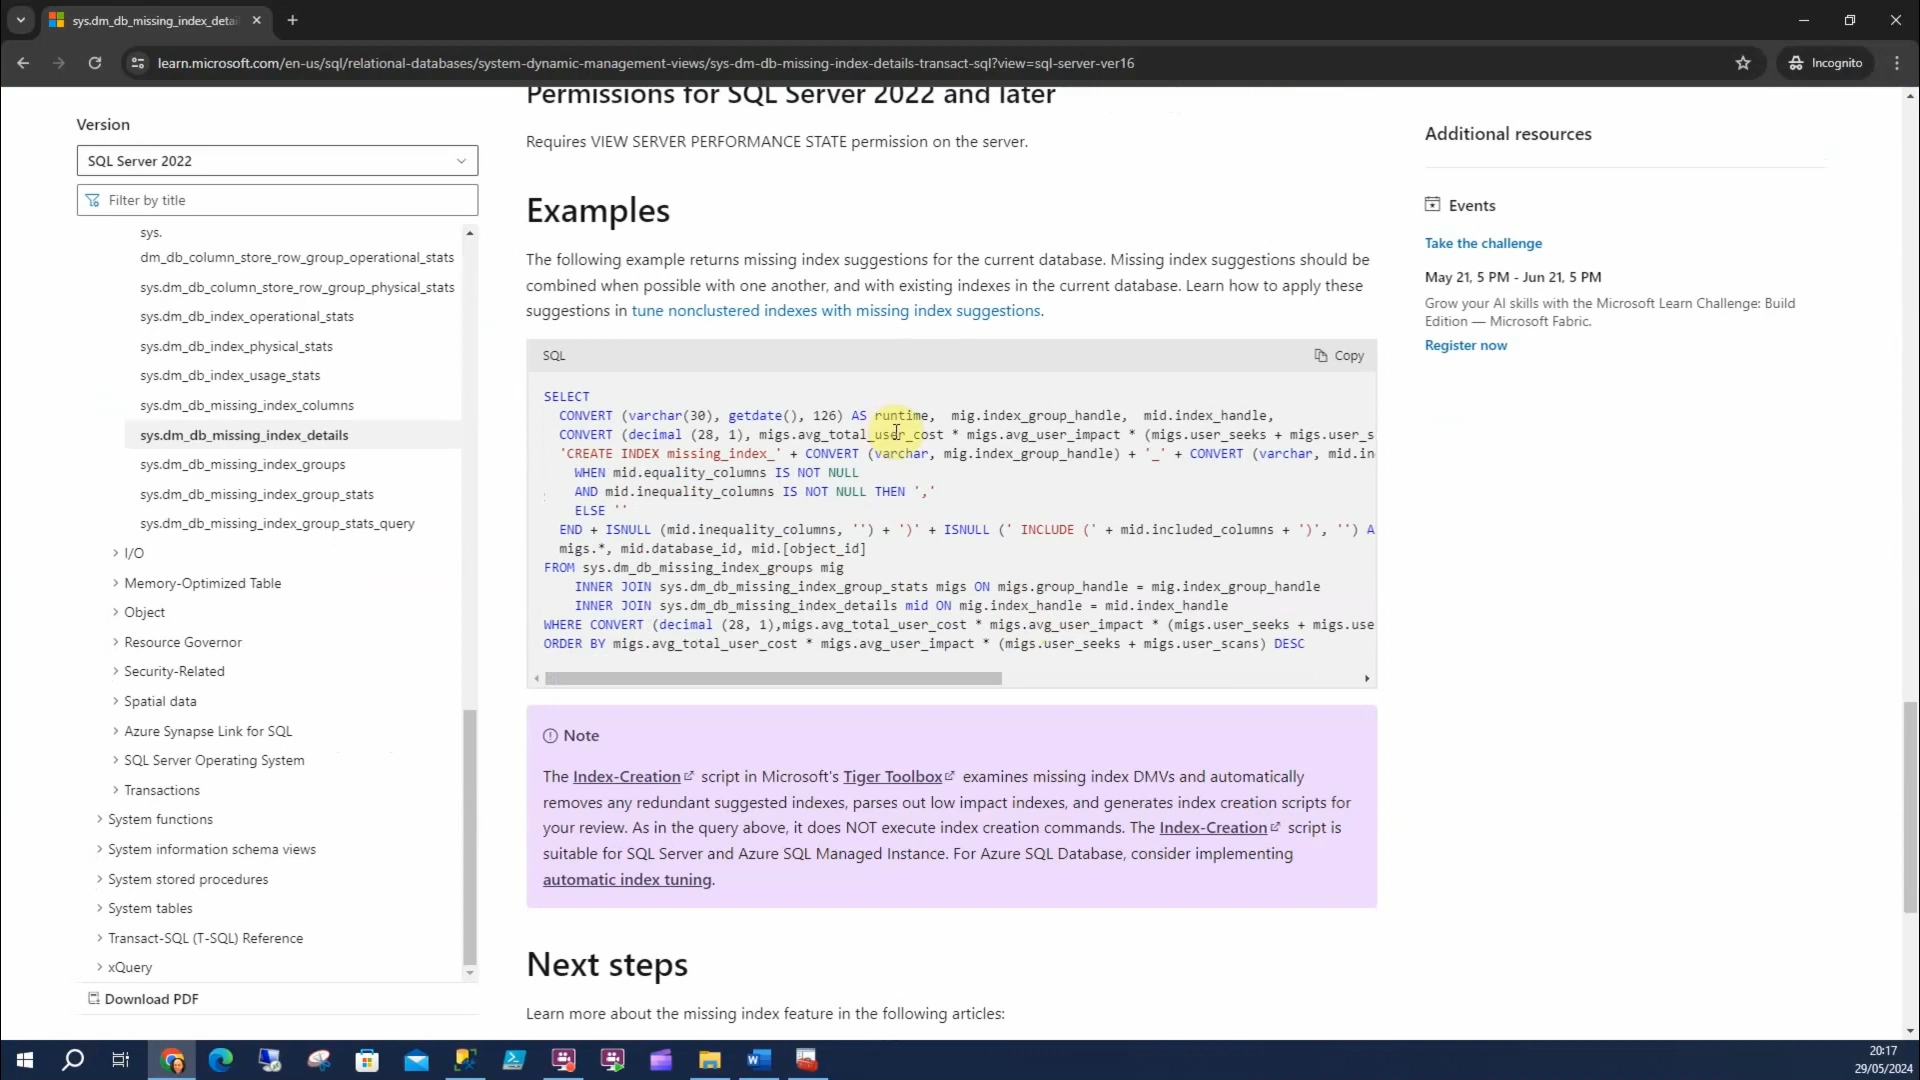 sys.dm_db_missing_index_detai
learn.microsoft.com/en-us/sql/relational-databases/system-dynamic-management-views/sys-dm-db-missing-index-details-transact-sql?view=sql-server-ver16
Incognito
Version
SQL Server 2022
Filter by title
sys.
dm_db_column_store_row_group_operational_stats
sys.dm_db_column_store_row_group_physical_stats
sys.dm_db_index_operational_stats
sys.dm_db_index_physical_stats
sys.dm_db_index_usage_stats
sys.dm_db_missing_index_columns
sys.dm_db_missing_index_details
sys.dm_db_missing_index_groups
sys.dm_db_missing_index_group_stats
sys.dm_db_missing_index_group_stats_query
I/O
Memory-Optimized Table
Object
Resource Governor
Security-Related
Spatial data
Azure Synapse Link for SQL
SQL Server Operating System
Transactions
System functions
System information schema views
System stored procedures
System tables
Transact-SQL (T-SQL) Reference
xQuery
Download PDF
Permissions for SQL Server 2022 and later
Requires VIEW SERVER PERFORMANCE STATE permission on the server.
Examples
The following example returns missing index suggestions for the current database. Missing index suggestions should be
combined when possible with one another, and with existing indexes in the current database. Learn how to apply these
suggestions in tune nonclustered indexes with missing index suggestions.
SQL
Copy
SELECT
CONVERT (varchar(30), getdate(), 126) AS runtime, mig.index_group_handle, mid.index_handle,
CONVERT (decimal (28, 1), migs.avg_total_user_cost * migs.avg_user_impact * (migs.user_seeks + migs.user_s
'CREATE INDEX missing_index_' + CONVERT (varchar, mig.index_group_handle) + '_' + CONVERT (varchar, mid.in
WHEN mid.equality_columns IS NOT NULL
AND mid.inequality_columns IS NOT NULL THEN ','
ELSE ''
END + ISNULL (mid.inequality_columns, '') + ')' + ISNULL (' INCLUDE (' + mid.included_columns + ')', '') A
migs.*, mid.database_id, mid.[object_id]
FROM sys.dm_db_missing_index_groups mig
INNER JOIN sys.dm_db_missing_index_group_stats migs ON migs.group_handle = mig.index_group_handle
INNER JOIN sys.dm_db_missing_index_details mid ON mig.index_handle = mid.index_handle
WHERE CONVERT (decimal (28, 1),migs.avg_total_user_cost * migs.avg_user_impact * (migs.user_seeks + migs.use
ORDER BY migs.avg_total_user_cost * migs.avg_user_impact * (migs.user_seeks + migs.user_scans) DESC
Note
The Index-Creation script in Microsoft's Tiger Toolbox examines missing index DMVs and automatically
removes any redundant suggested indexes, parses out low impact indexes, and generates index creation scripts for
your review. As in the query above, it does NOT execute index creation commands. The Index-Creation script is
suitable for SQL Server and Azure SQL Managed Instance. For Azure SQL Database, consider implementing
automatic index tuning.
Next steps
Learn more about the missing index feature in the following articles:
Additional resources
Events
Take the challenge
May 21, 5 PM - Jun 21, 5 PM
Grow your AI skills with the Microsoft Learn Challenge: Build
Edition — Microsoft Fabric.
Register now
20:17
29/05/2024